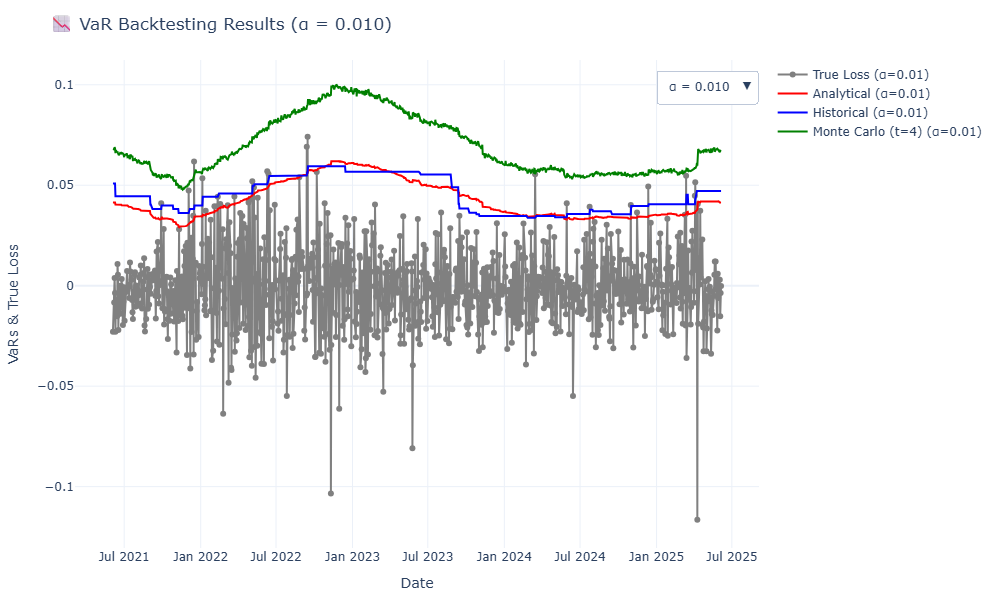 📉 VaR Backtesting Results (α = 0.010)
α = 0.010 ▼
True Loss (α=0.01)
Analytical (α=0.01)
Historical (α=0.01)
Monte Carlo (t=4) (α=0.01)
VaRs & True Loss
0.1
0.05
0
−0.05
−0.1
Jul 2021 Jan 2022 Jul 2022 Jan 2023 Jul 2023 Jan 2024 Jul 2024 Jan 2025 Jul 2025
Date